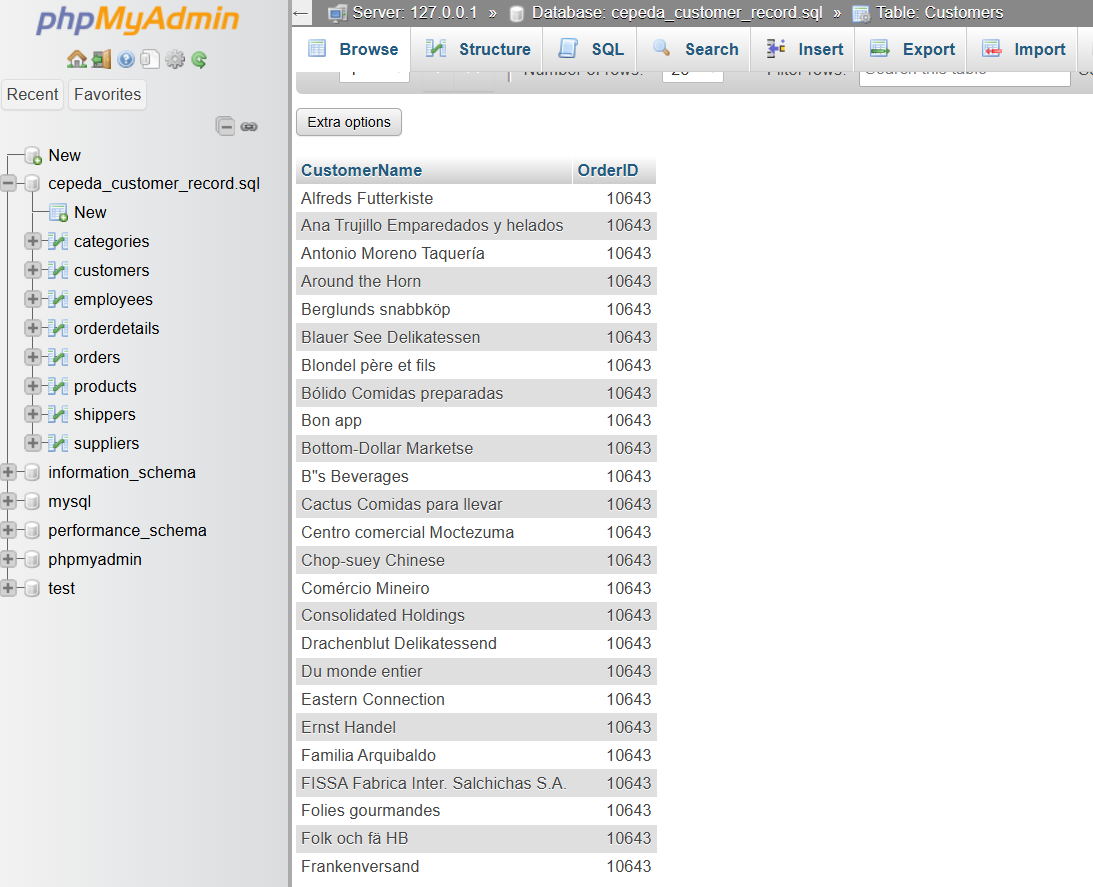 phpMyAdmin
Recent Favorites
New
cepeda_customer_record.sql
New
categories
customers
employees
orderdetails
orders
products
shippers
suppliers
information_schema
mysql
performance_schema
phpmyadmin
test
← Server: 127.0.0.1 » Database: cepeda_customer_record.sql » Table: Customers
Browse Structure SQL Search Insert Export Import
Number of rows: 25 Filter rows: Search this table
Extra options
CustomerName OrderID
Alfreds Futterkiste 10643
Ana Trujillo Emparedados y helados 10643
Antonio Moreno Taquería 10643
Around the Horn 10643
Berglunds snabbköp 10643
Blauer See Delikatessen 10643
Blondel père et fils 10643
Bólido Comidas preparadas 10643
Bon app 10643
Bottom-Dollar Marketse 10643
B"s Beverages 10643
Cactus Comidas para llevar 10643
Centro comercial Moctezuma 10643
Chop-suey Chinese 10643
Comércio Mineiro 10643
Consolidated Holdings 10643
Drachenblut Delikatessend 10643
Du monde entier 10643
Eastern Connection 10643
Ernst Handel 10643
Familia Arquibaldo 10643
FISSA Fabrica Inter. Salchichas S.A. 10643
Folies gourmandes 10643
Folk och fä HB 10643
Frankenversand 10643